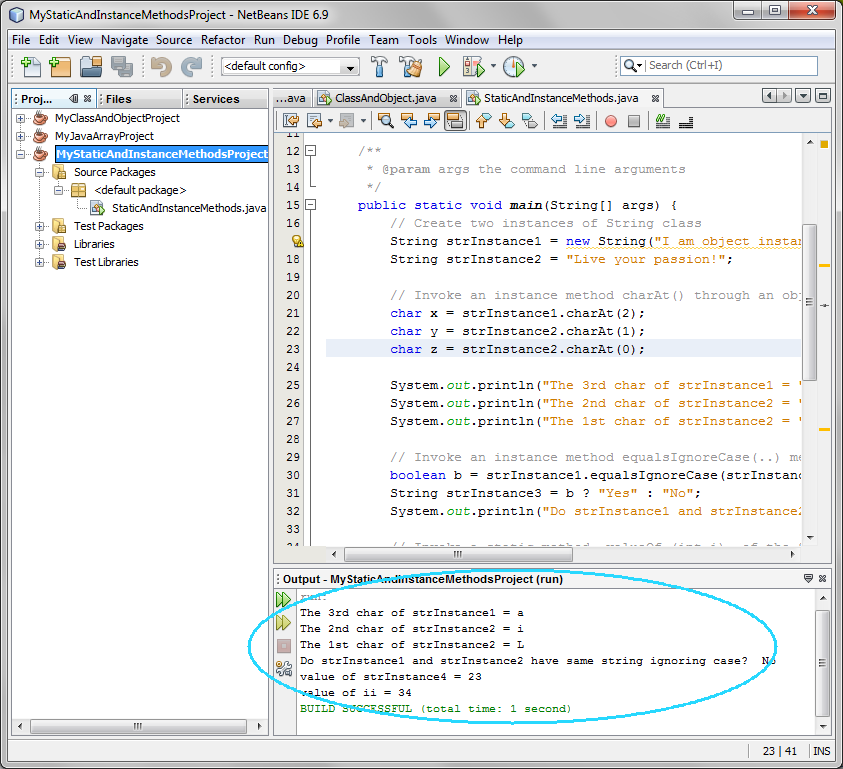 MyStaticAndInstanceMethodsProject - NetBeans IDE 6.9
File Edit View Navigate Source Refactor Run Debug Profile Team Tools Window Help
<default config>
Search (Ctrl+I)
Proj... Files Services
MyClassAndObjectProject
MyJavaArrayProject
MyStaticAndInstanceMethodsProject
Source Packages
<default package>
StaticAndInstanceMethods.java
Test Packages
Libraries
Test Libraries
...ava ClassAndObject.java StaticAndInstanceMethods.java
11
12 /**
13 * @param args the command line arguments
14 */
15 public static void main(String[] args) {
16 // Create two instances of String class
String strInstance1 = new String("I am object instan
18 String strInstance2 = "Live your passion!";
19
20 // Invoke an instance method charAt() through an obj
21 char x = strInstance1.charAt(2);
22 char y = strInstance2.charAt(1);
23 char z = strInstance2.charAt(0);
24
25 System.out.println("The 3rd char of strInstance1 = "
26 System.out.println("The 2nd char of strInstance2 = "
27 System.out.println("The 1st char of strInstance2 = "
28
29 // Invoke an instance method equalsIgnoreCase(..) me
30 boolean b = strInstance1.equalsIgnoreCase(strInstanc
31 String strInstance3 = b ? "Yes" : "No";
32 System.out.println("Do strInstance1 and strInstance2
33
34 // Invoke a static method, valueOf (int i), of the
Output - MyStaticAndInstanceMethodsProject (run)
run:
The 3rd char of strInstance1 = a
The 2nd char of strInstance2 = i
The 1st char of strInstance2 = L
Do strInstance1 and strInstance2 have same string ignoring case? No
value of strInstance4 = 23
value of ii = 34
BUILD SUCCESSFUL (total time: 1 second)
23 | 41 INS